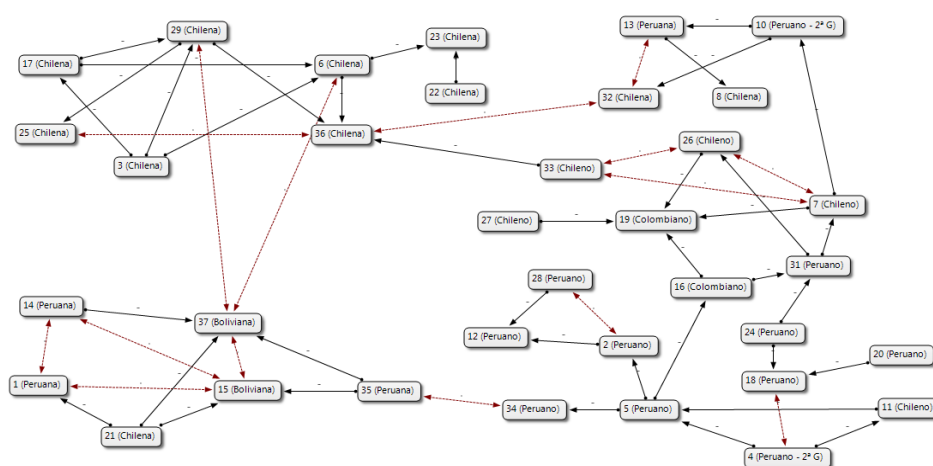 29 (Chilena)
23 (Chilena)
13 (Peruana)
10 (Peruano - 2ª G)
17 (Chilena)
6 (Chilena)
22 (Chilena)
32 (Chilena)
8 (Chilena)
25 (Chilena)
36 (Chilena)
26 (Chileno)
3 (Chilena)
33 (Chileno)
7 (Chileno)
27 (Chileno)
19 (Colombiano)
31 (Peruano)
28 (Peruano)
16 (Colombiano)
14 (Peruana)
37 (Boliviana)
12 (Peruano)
2 (Peruano)
24 (Peruano)
20 (Peruano)
1 (Peruana)
15 (Boliviana)
35 (Peruana)
18 (Peruano)
34 (Peruano)
5 (Peruano)
11 (Chileno)
21 (Chilena)
4 (Peruano - 2ª G)